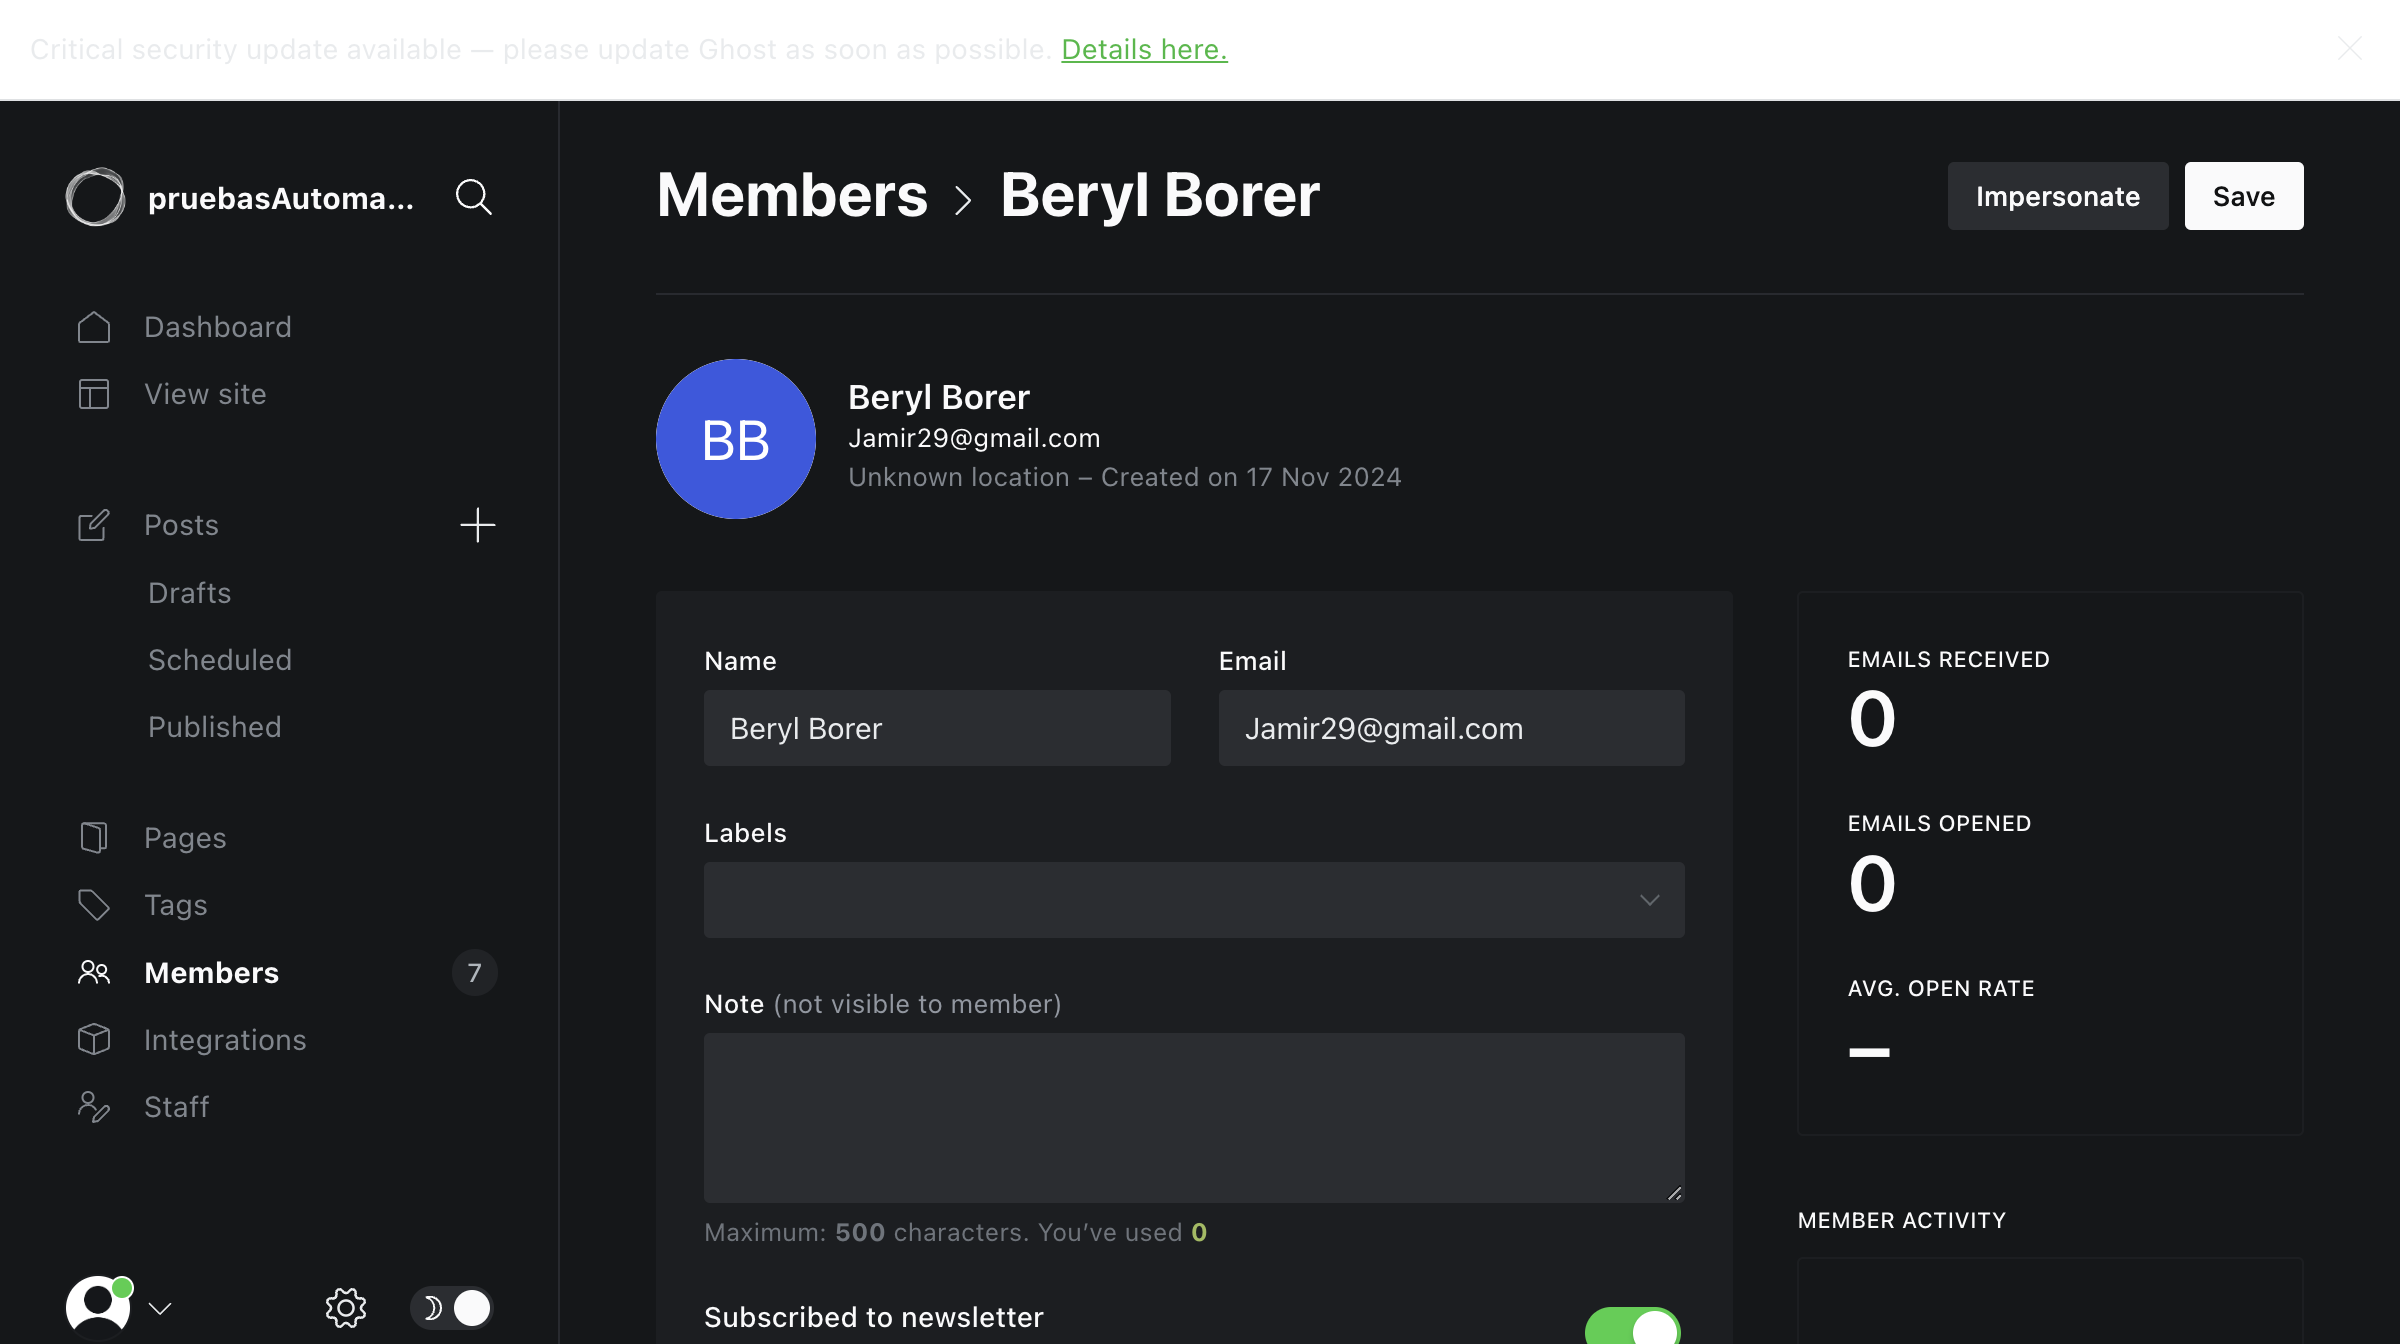 Critical security update available — please update Ghost as soon as possible. Details here.
pruebasAutoma...
Dashboard
View site
Posts
Drafts
Scheduled
Published
Pages
Tags
Members
7
Integrations
Staff
Members > Beryl Borer
Impersonate
Save
BB
Beryl Borer
Jamir29@gmail.com
Unknown location – Created on 17 Nov 2024
Name
Beryl Borer
Email
Jamir29@gmail.com
Labels
Note (not visible to member)
Maximum: 500 characters. You’ve used 0
Subscribed to newsletter
EMAILS RECEIVED
0
EMAILS OPENED
0
AVG. OPEN RATE
–
MEMBER ACTIVITY